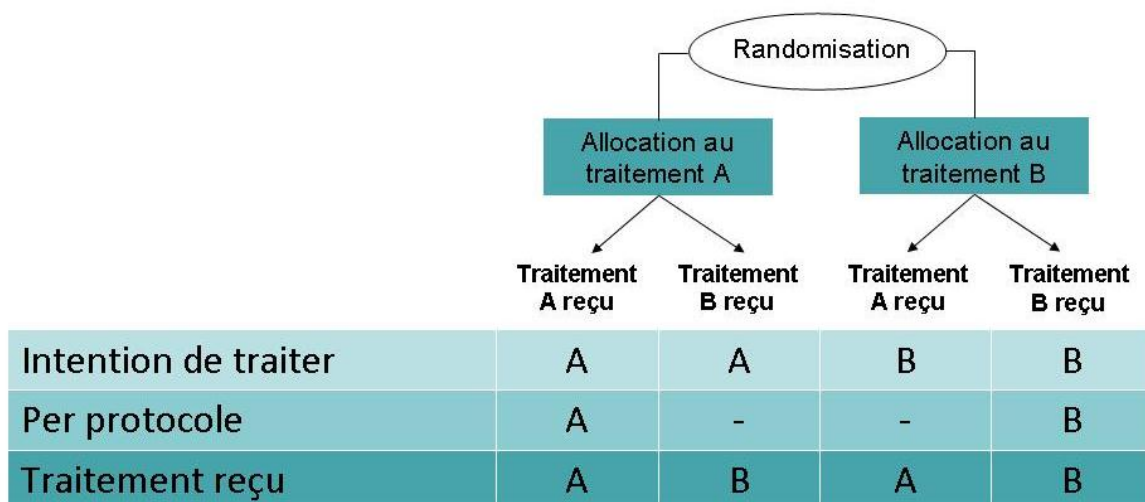 Randomisation
Allocation au
traitement A
Allocation au
traitement B
Traitement
A reçu
Traitement
B reçu
Traitement
A reçu
Traitement
B reçu
Intention de traiter A A B B
Per protocole A - - B
Traitement reçu A B A B